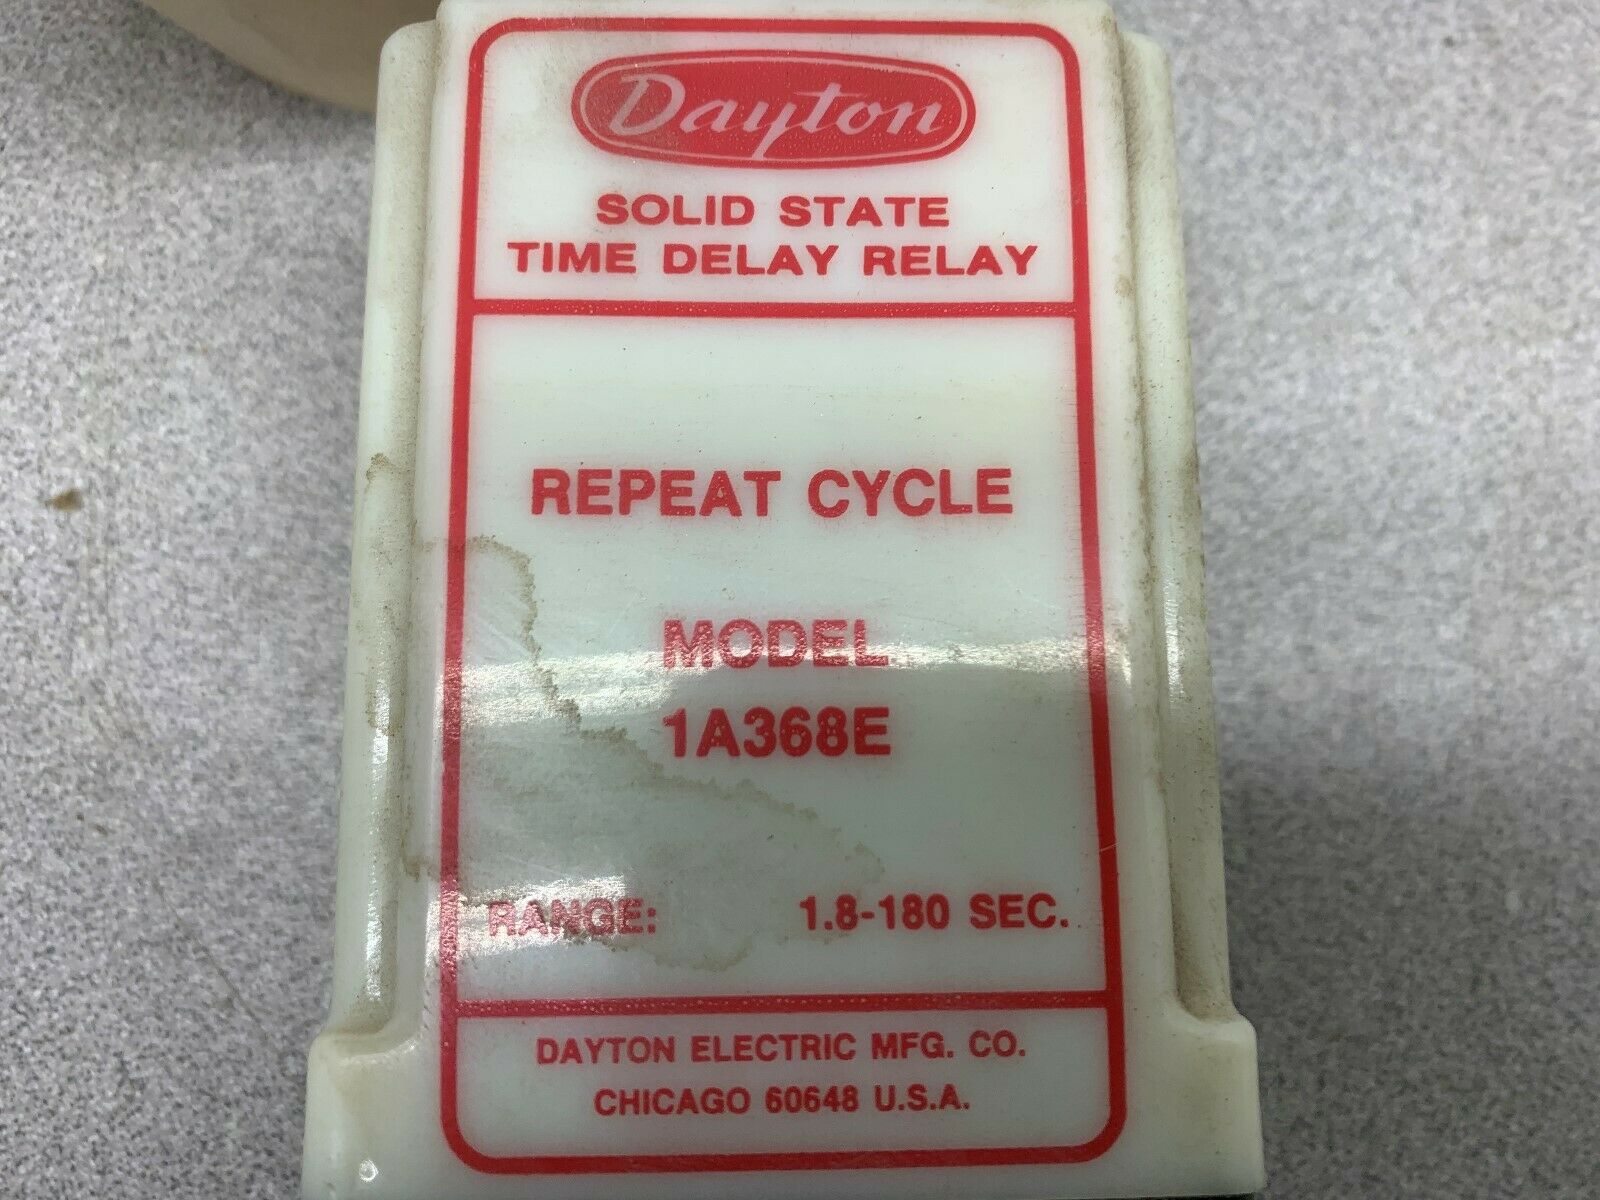 Dayton
SOLID STATE
TIME DELAY RELAY
REPEAT CYCLE
MODEL
1A368E
RANGE: 1.8-180 SEC.
DAYTON ELECTRIC MFG. CO.
CHICAGO 60648 U.S.A.